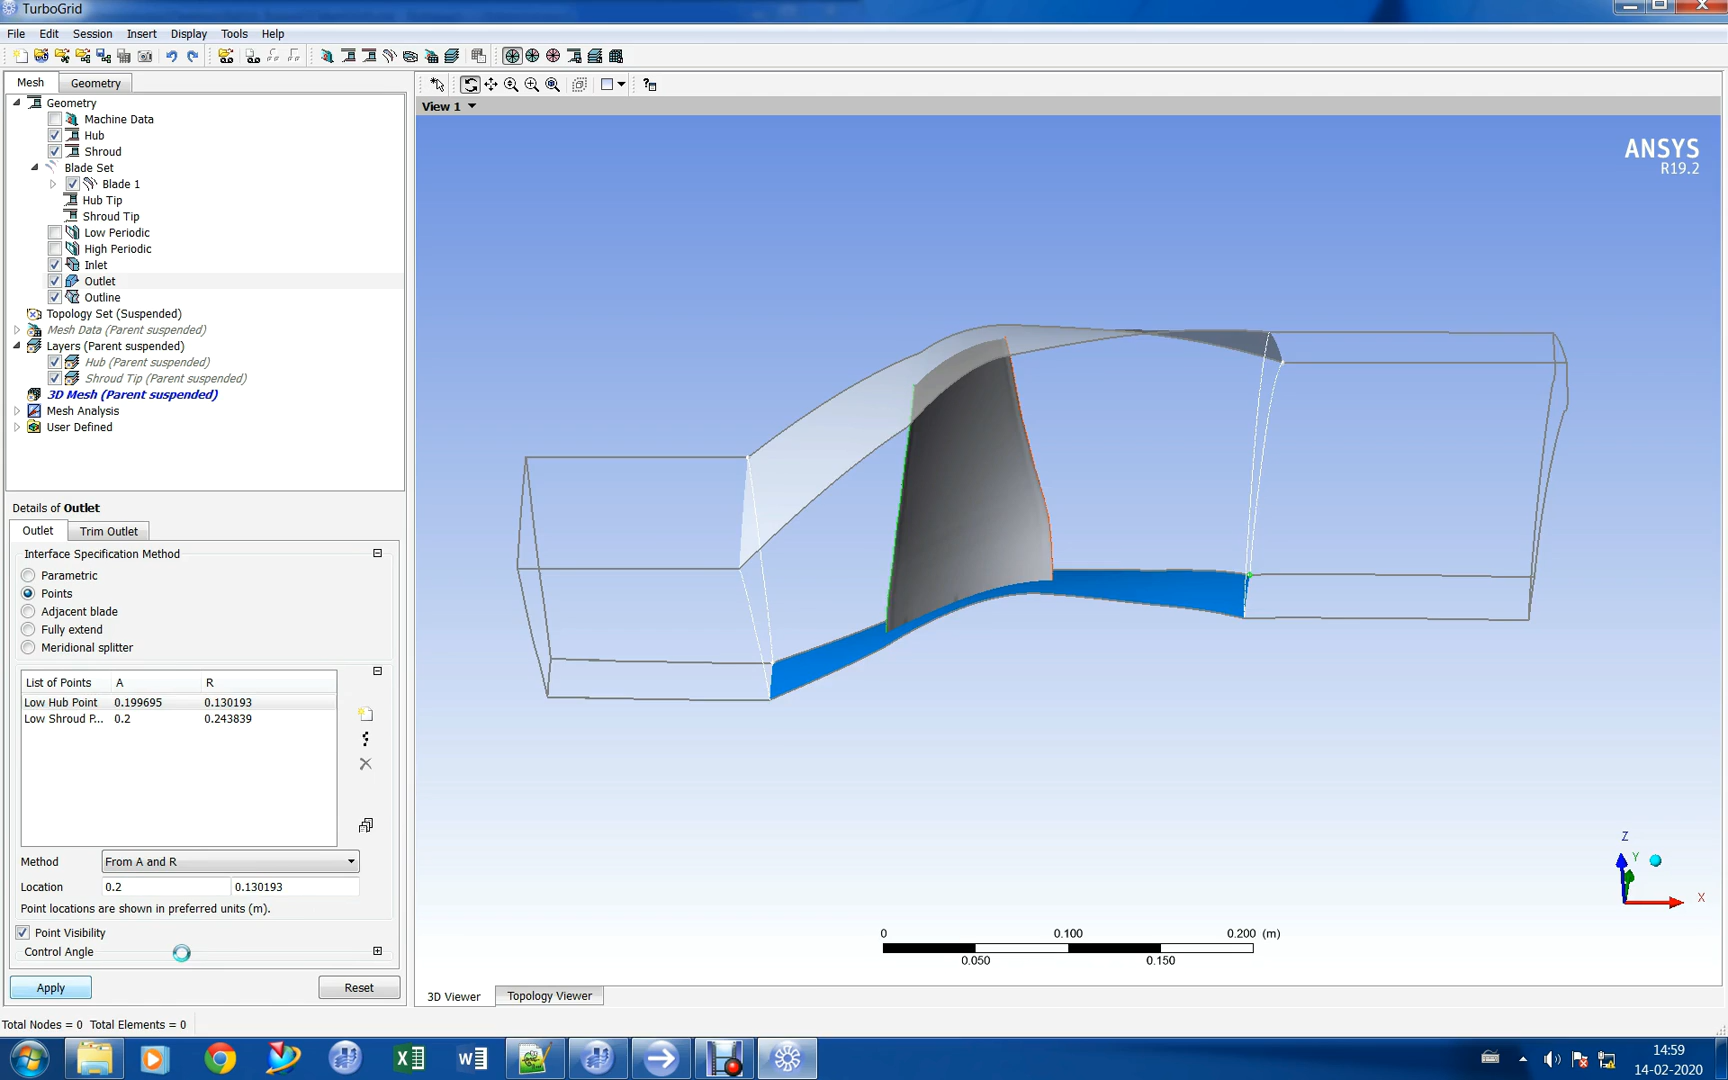 TurboGrid
File Edit Session Insert Display Tools Help
Mesh Geometry
View 1
Geometry
Machine Data
Hub
Shroud
Blade Set
Blade 1
Hub Tip
Shroud Tip
Low Periodic
High Periodic
Inlet
Outlet
Outline
Topology Set (Suspended)
Mesh Data (Parent suspended)
Layers (Parent suspended)
Hub (Parent suspended)
Shroud Tip (Parent suspended)
3D Mesh (Parent suspended)
Mesh Analysis
User Defined
ANSYS
R19.2
Details of Outlet
Outlet Trim Outlet
Interface Specification Method
Parametric
Points
Adjacent blade
Fully extend
Meridional splitter
List of Points A R
Low Hub Point 0.199695 0.130193
Low Shroud P... 0.2 0.243839
Method From A and R
Location 0.2 0.130193
Point locations are shown in preferred units (m).
Point Visibility
Control Angle
Apply Reset
Z
Y
X
0 0.100 0.200 (m)
0.050 0.150
3D Viewer Topology Viewer
Total Nodes = 0 Total Elements = 0
14:59
14-02-2020